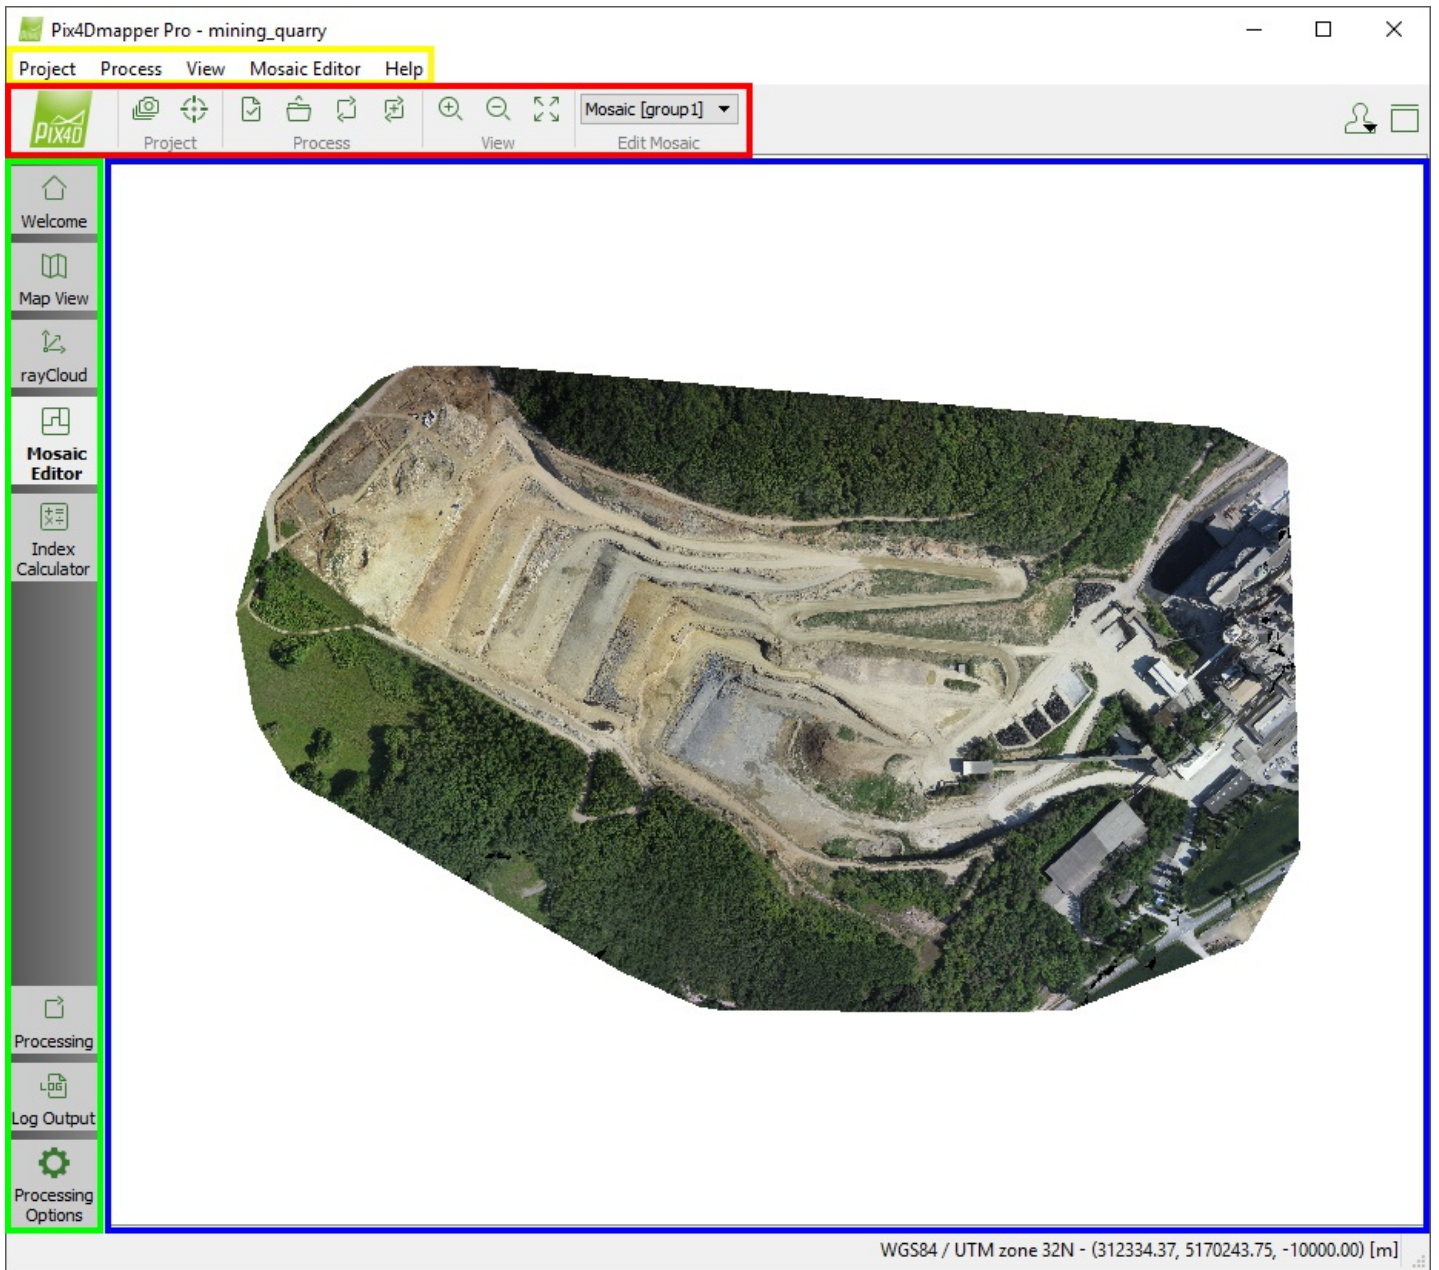 Pix4Dmapper Pro - mining_quarry
Project Process View Mosaic Editor Help
PIX4D
Mosaic [group1]
Project Process View Edit Mosaic
Welcome
Map View
rayCloud
Mosaic
Editor
Index
Calculator
Processing
LOG
Log Output
Processing
Options
WGS84 / UTM zone 32N - (312334.37, 5170243.75, -10000.00) [m]